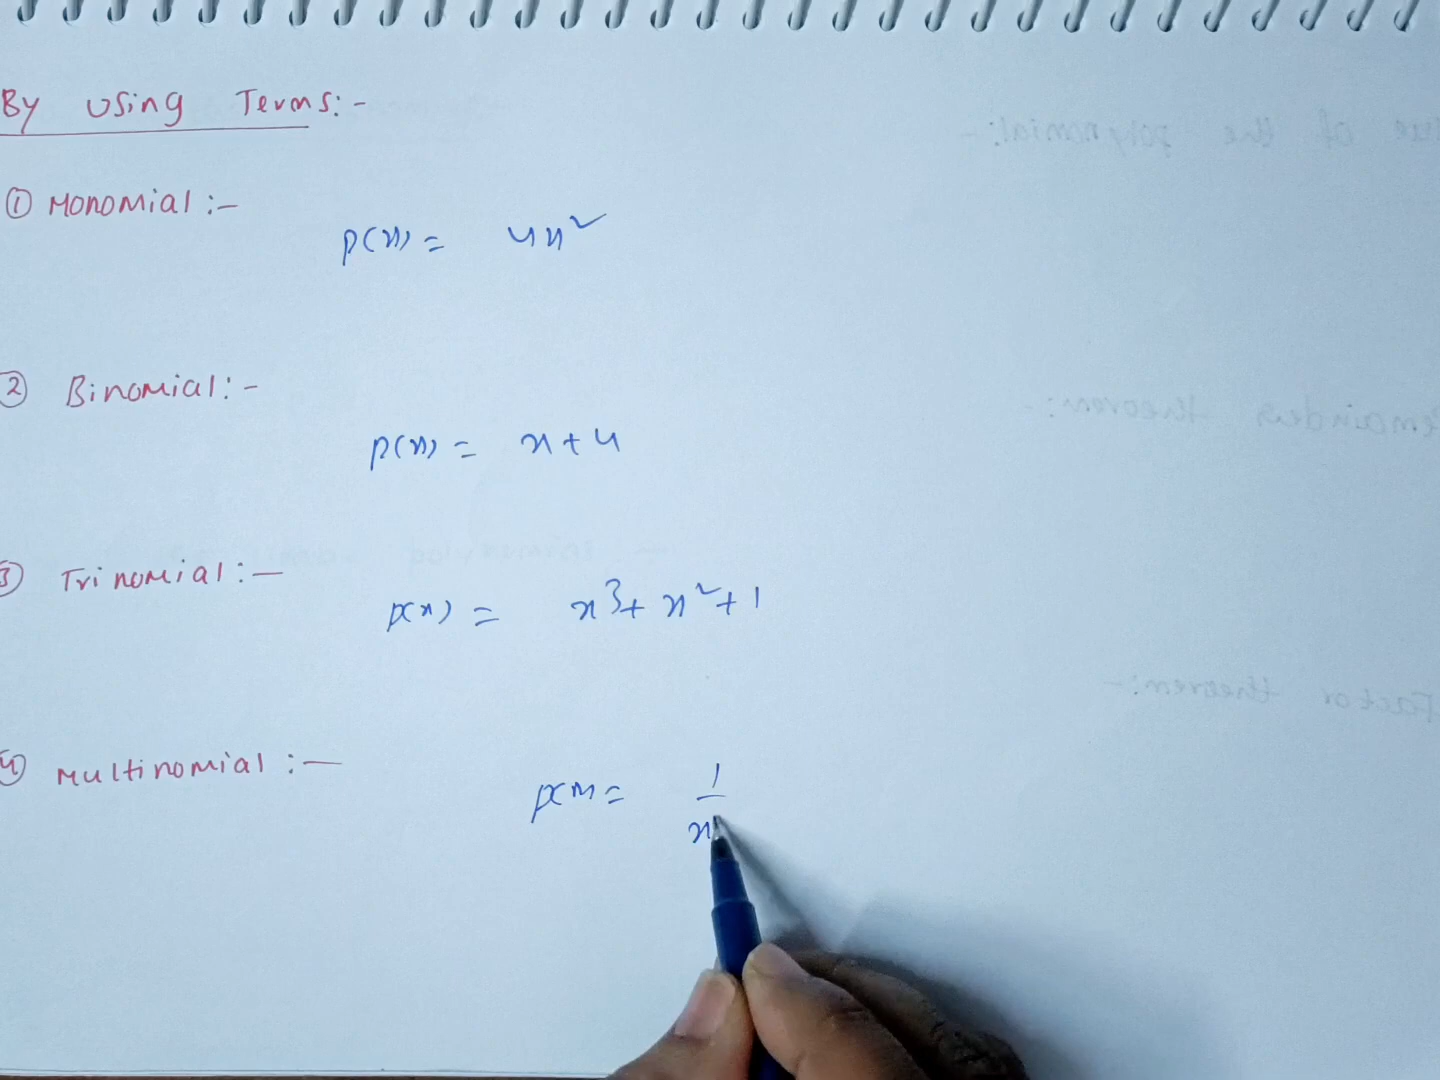 By Using Terms:-
① Monomial :-
p(x) = 4x²
② Binomial:-
p(x) = x+4
③ Trinomial:-
p(x) = x³+ x²+1
④ Multinomial :-
p(x) = 1/x